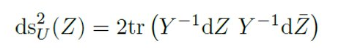 ds²_U(Z) = 2tr (Y⁻¹dZ Y⁻¹dZ̄)